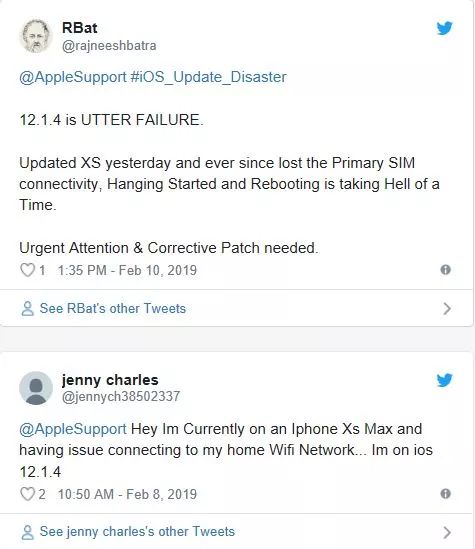 RBat
@rajneeshbatra
@AppleSupport #iOS_Update_Disaster
12.1.4 is UTTER FAILURE.
Updated XS yesterday and ever since lost the Primary SIM
connectivity, Hanging Started and Rebooting is taking Hell of a
Time.
Urgent Attention & Corrective Patch needed.
1 1:35 PM - Feb 10, 2019
See RBat's other Tweets
jenny charles
@jennych38502337
@AppleSupport Hey Im Currently on an Iphone Xs Max and
having issue connecting to my home Wifi Network... Im on ios
12.1.4
2 10:50 AM - Feb 8, 2019
See jenny charles's other Tweets